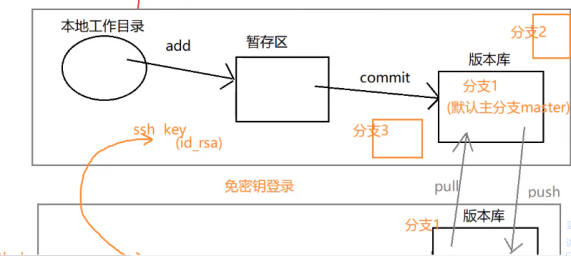 分支2
本地工作目录
add
暂存区
版本库
commit
分支1
(默认主分支master)
分支3
ssh key
(id_rsa)
免密钥登录
pull
push
版本库
分支1